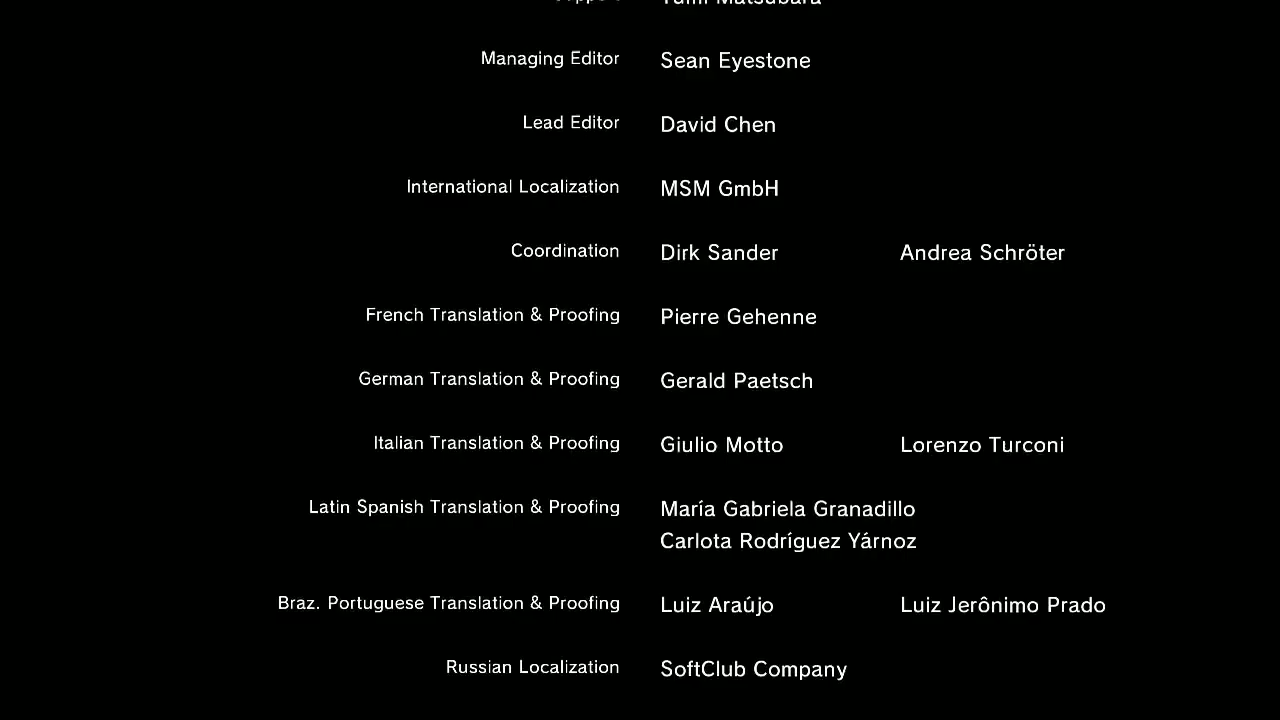 Yumi Matsubara
Managing Editor Sean Eyestone
Lead Editor David Chen
International Localization MSM GmbH
Coordination Dirk Sander Andrea Schröter
French Translation & Proofing Pierre Gehenne
German Translation & Proofing Gerald Paetsch
Italian Translation & Proofing Giulio Motto Lorenzo Turconi
Latin Spanish Translation & Proofing María Gabriela Granadillo
Carlota Rodríguez Yárnoz
Braz. Portuguese Translation & Proofing Luiz Araújo Luiz Jerônimo Prado
Russian Localization SoftClub Company